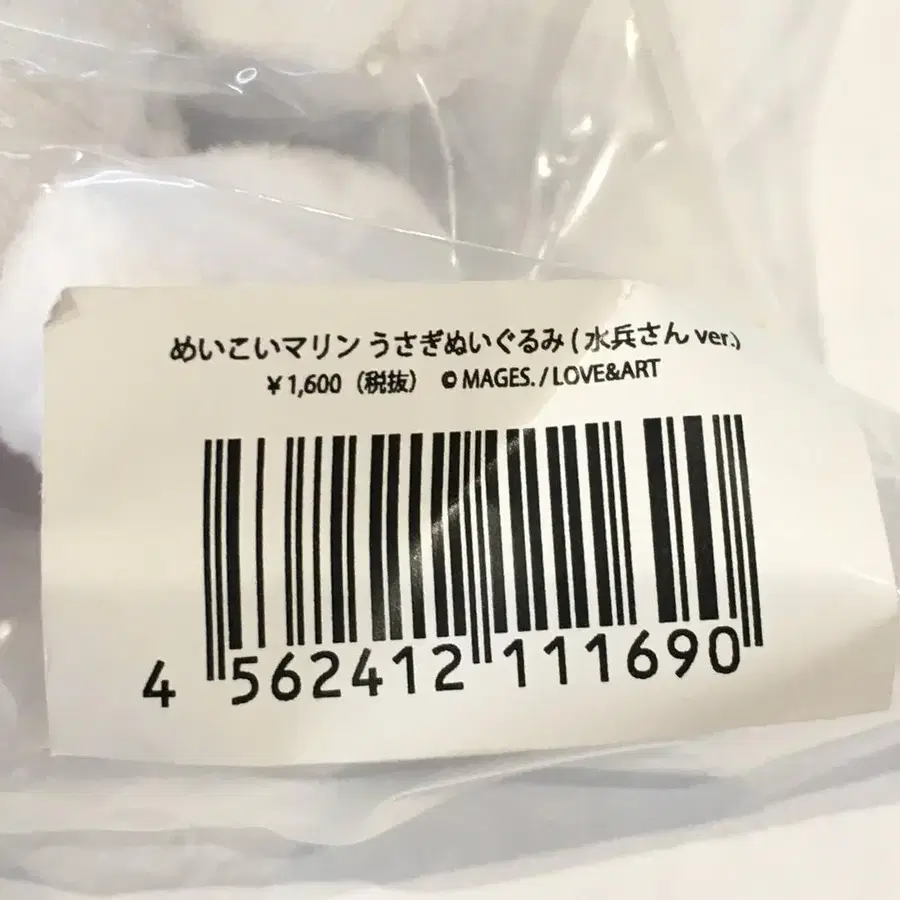 めいこいマリン うさぎぬいぐるみ ( 水兵さん ver.)
￥1,600（税抜） © MAGES. / LOVE&ART
4 562412 111690